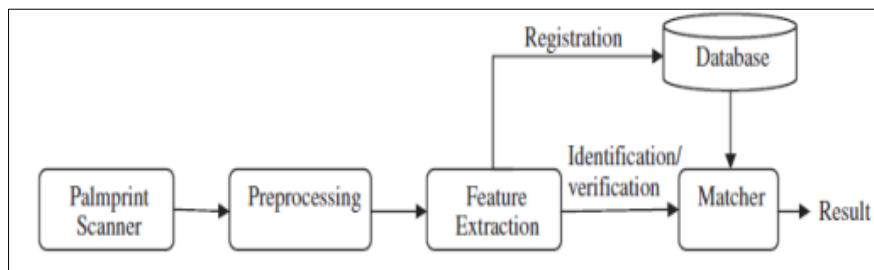 Registration
Database
Identification/
verification
Palmprint
Scanner
Preprocessing
Feature
Extraction
Matcher
Result